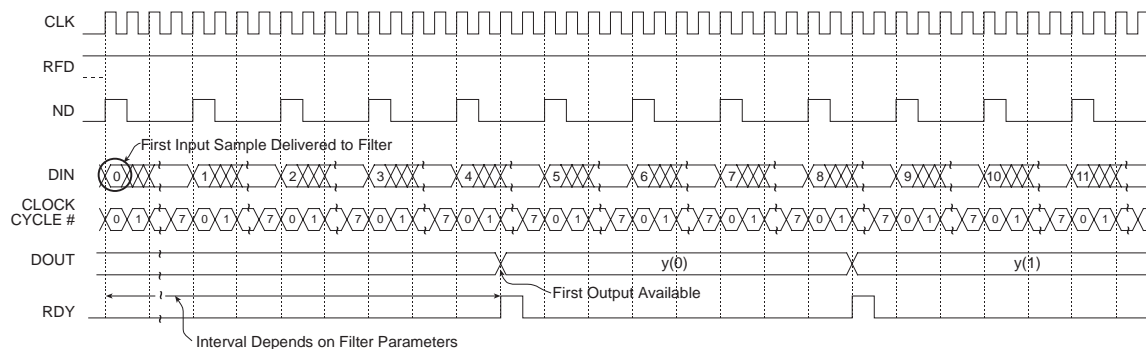 CLK
RFD
ND
First Input Sample Delivered to Filter
DIN 0 1 2 3 4 5 6 7 8 9 10 11
CLOCK
CYCLE # 0 1 7 0 1 7 0 1 7 0 1 7 0 1 7 0 1 7 0 1 7 0 1 7 0 1 7 0 1 7 0 1 7 0 1
DOUT y(0) y(1)
First Output Available
RDY
Interval Depends on Filter Parameters